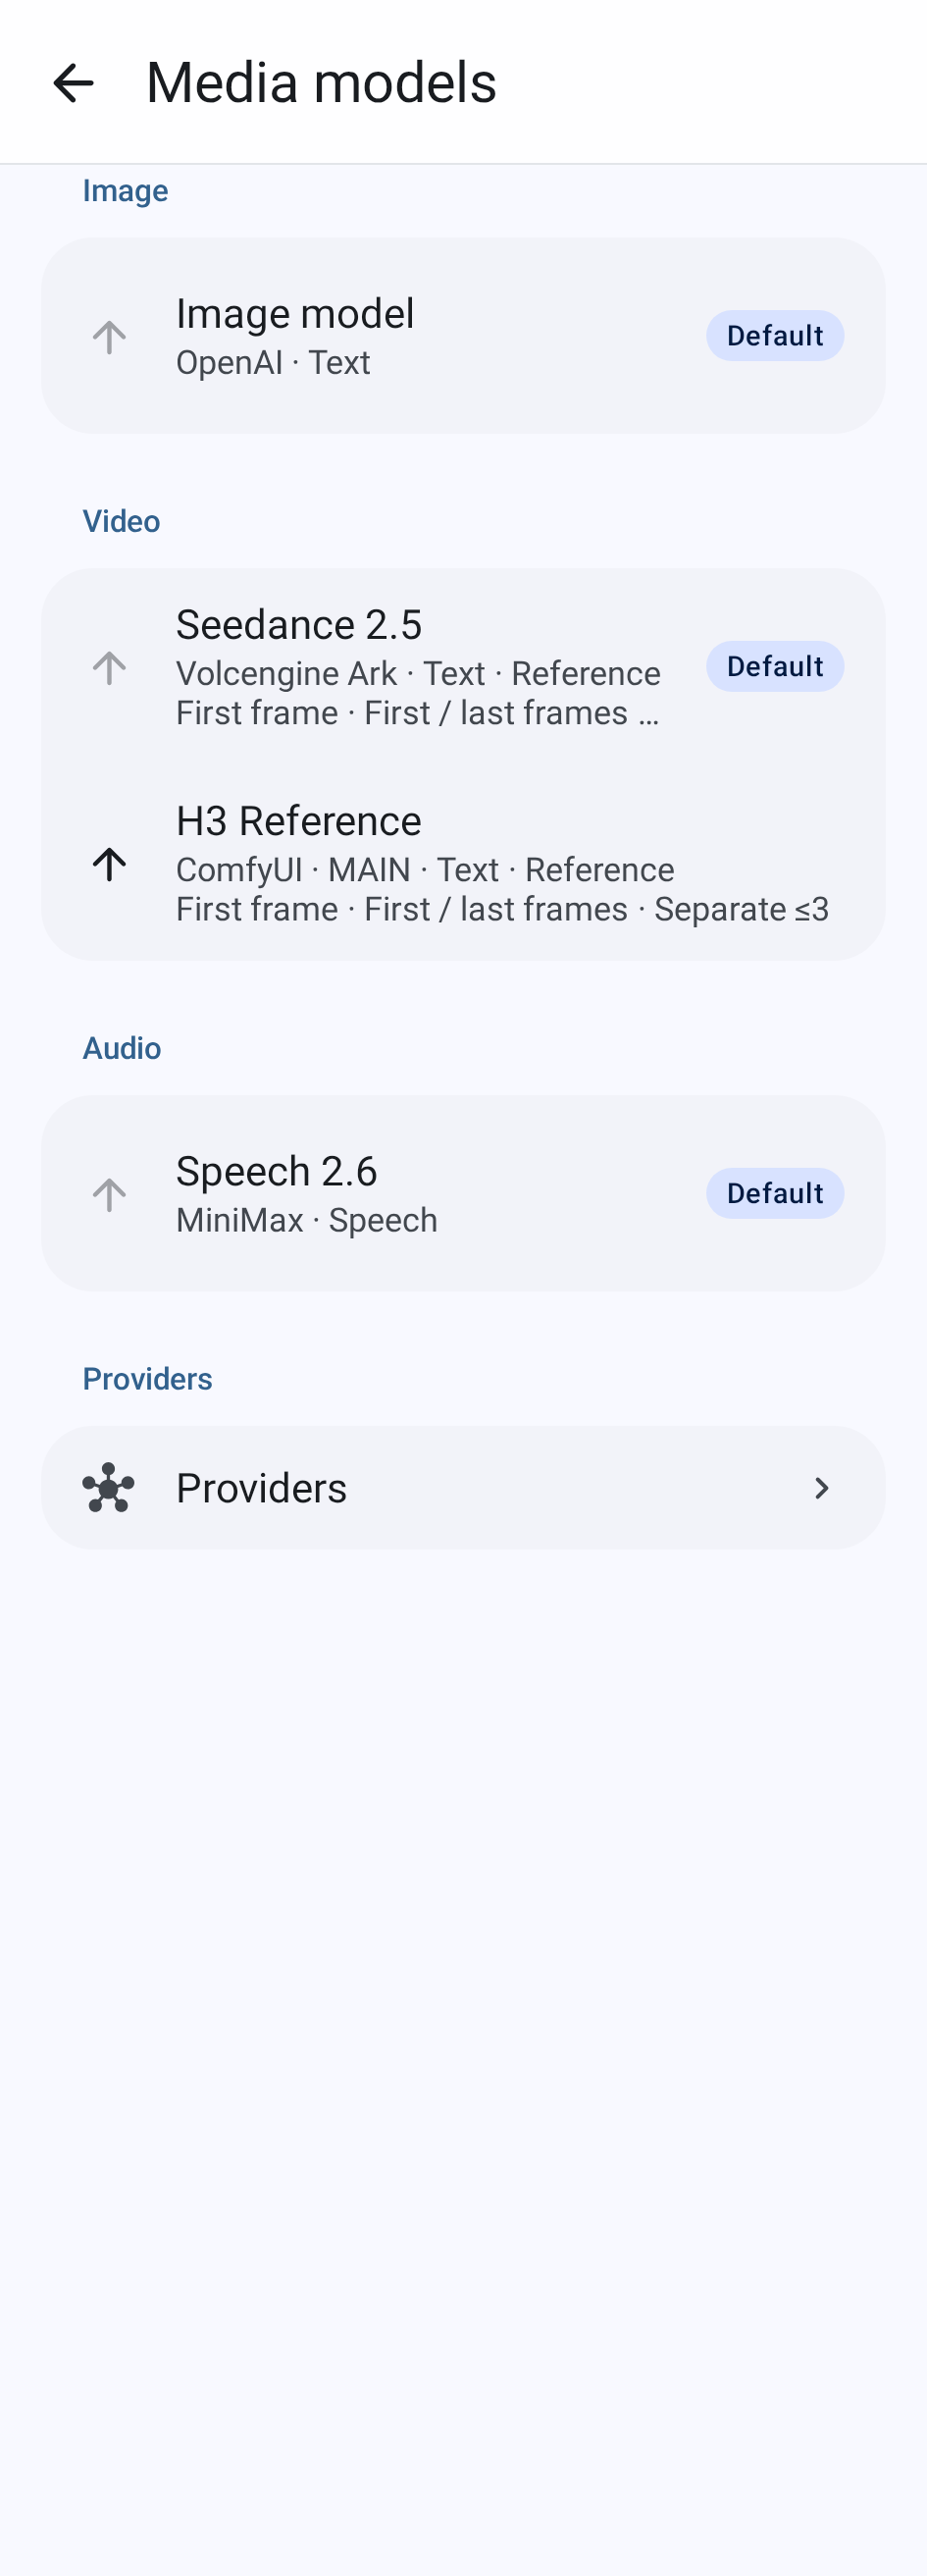 Media models
Image
Image model
OpenAI · Text
Default
Video
Seedance 2.5
Volcengine Ark · Text · Reference
First frame · First / last frames ...
Default
H3 Reference
ComfyUI · MAIN · Text · Reference
First frame · First / last frames · Separate ≤3
Audio
Speech 2.6
MiniMax · Speech
Default
Providers
Providers